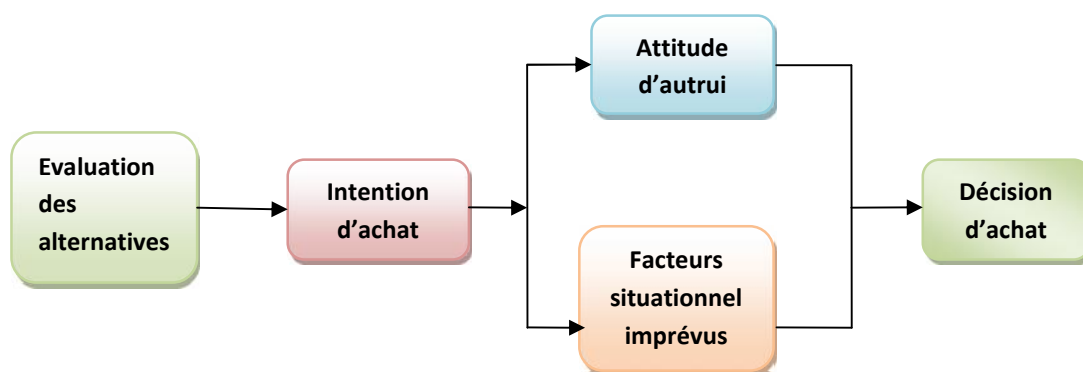 Evaluation
des
alternatives
Intention
d’achat
Attitude
d’autrui
Facteurs
situationnel
imprévus
Décision
d’achat